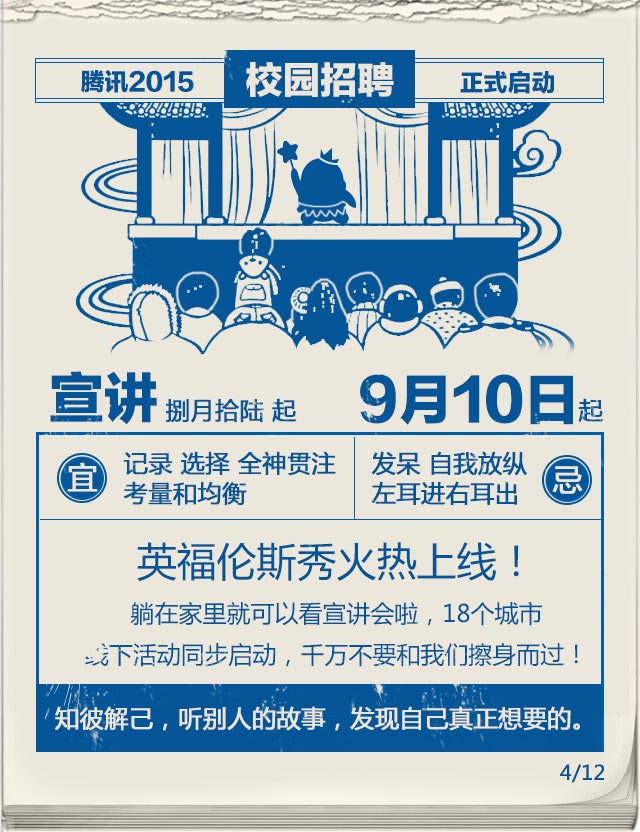 腾讯2015 校园招聘 正式启动
宣讲 捌月拾陆 起 9月10日起
宜 记录 选择 全神贯注
考量和均衡
发呆 自我放纵
左耳进右耳出 忌
英福伦斯秀火热上线！
躺在家里就可以看宣讲会啦，18个城市
线下活动同步启动，千万不要和我们擦身而过！
知彼解己，听别人的故事，发现自己真正想要的。
4/12